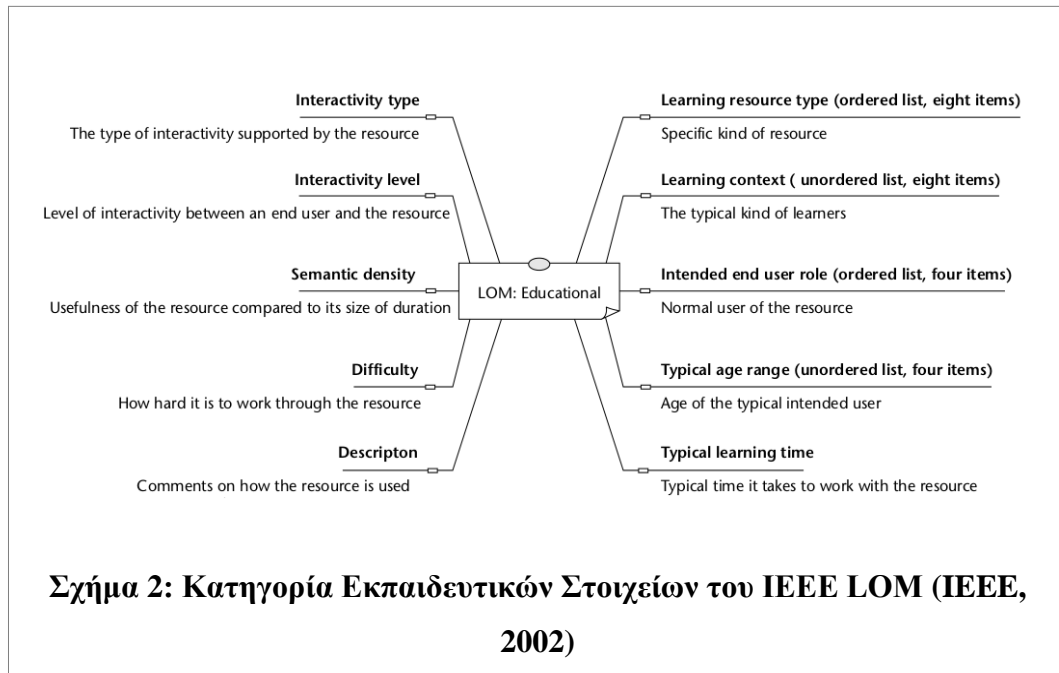 Interactivity type
The type of interactivity supported by the resource
Interactivity level
Level of interactivity between an end user and the resource
Semantic density
Usefulness of the resource compared to its size of duration
Difficulty
How hard it is to work through the resource
Descripton
Comments on how the resource is used
LOM: Educational
Learning resource type (ordered list, eight items)
Specific kind of resource
Learning context ( unordered list, eight items)
The typical kind of learners
Intended end user role (ordered list, four items)
Normal user of the resource
Typical age range (unordered list, four items)
Age of the typical intended user
Typical learning time
Typical time it takes to work with the resource
Σχήμα 2: Κατηγορία Εκπαιδευτικών Στοιχείων του IEEE LOM (IEEE,
2002)